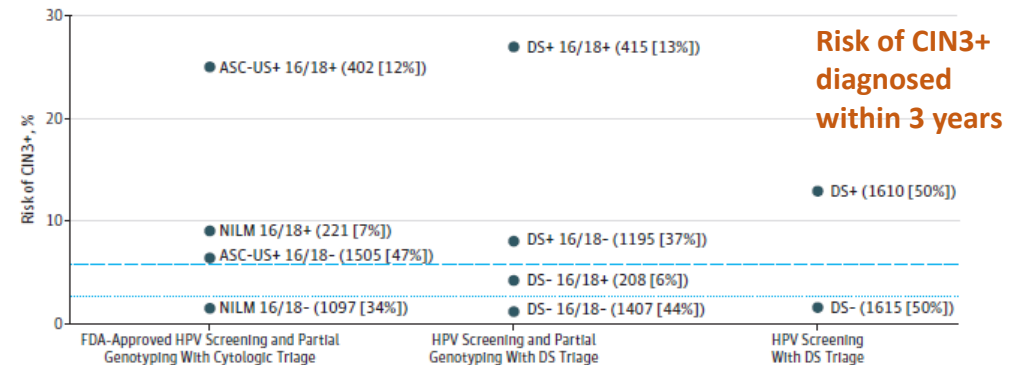 30
20
10
0
Risk of CIN3+, %
Risk of CIN3+
diagnosed
within 3 years
ASC-US+ 16/18+ (402 [12%])
NILM 16/18+ (221 [7%])
ASC-US+ 16/18- (1505 [47%])
NILM 16/18- (1097 [34%])
DS+ 16/18+ (415 [13%])
DS+ 16/18- (1195 [37%])
DS- 16/18+ (208 [6%])
DS- 16/18- (1407 [44%])
DS+ (1610 [50%])
DS- (1615 [50%])
FDA-Approved HPV Screening and Partial
Genotyping With Cytologic Triage
HPV Screening and Partial
Genotyping With DS Triage
HPV Screening
With DS Triage